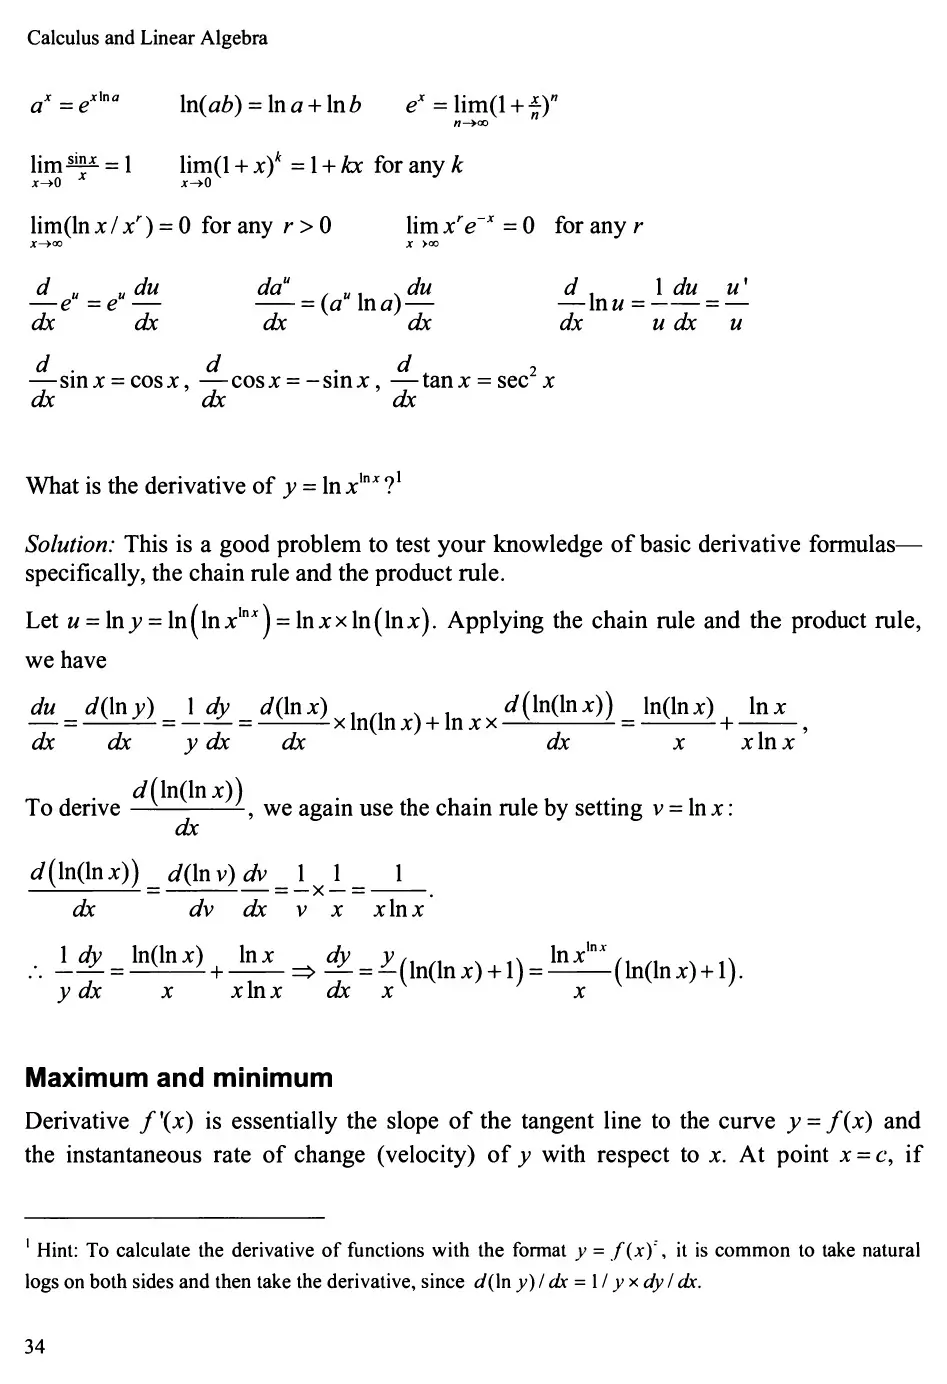 Calculus and Linear Algebra
a^x = e^{x ln a}    ln(ab) = ln a + ln b    e^x = lim_{n→∞}(1 + x/n)^n
lim_{x→0} sin x / x = 1    lim_{x→0}(1 + x)^k = 1 + kx for any k
lim_{x→∞}(ln x / x^r) = 0 for any r > 0    lim_{x→∞} x^r e^{-x} = 0 for any r
d/dx e^u = e^u du/dx    da^u/dx = (a^u ln a) du/dx    d/dx ln u = 1/u du/dx = u'/u
d/dx sin x = cos x, d/dx cos x = − sin x, d/dx tan x = sec² x
What is the derivative of y = ln x^{ln x}?¹
Solution: This is a good problem to test your knowledge of basic derivative formulas—
specifically, the chain rule and the product rule.
Let u = ln y = ln(ln x^{ln x}) = ln x × ln(ln x). Applying the chain rule and the product rule,
we have
du/dx = d(ln y)/dx = 1/y dy/dx = d(ln x)/dx × ln(ln x) + ln x × d(ln(ln x))/dx = ln(ln x)/x + ln x/(x ln x),
To derive d(ln(ln x))/dx, we again use the chain rule by setting v = ln x:
d(ln(ln x))/dx = d(ln v)/dv dv/dx = 1/v × 1/x = 1/(x ln x).
∴ 1/y dy/dx = ln(ln x)/x + ln x/(x ln x) ⇒ dy/dx = y/x (ln(ln x) + 1) = ln x^{ln x}/x (ln(ln x) + 1).
Maximum and minimum
Derivative f'(x) is essentially the slope of the tangent line to the curve y = f(x) and
the instantaneous rate of change (velocity) of y with respect to x. At point x = c, if
¹ Hint: To calculate the derivative of functions with the format y = f(x) , it is common to take natural
logs on both sides and then take the derivative, since d(ln y) / dx = 1 / y × dy / dx.
34